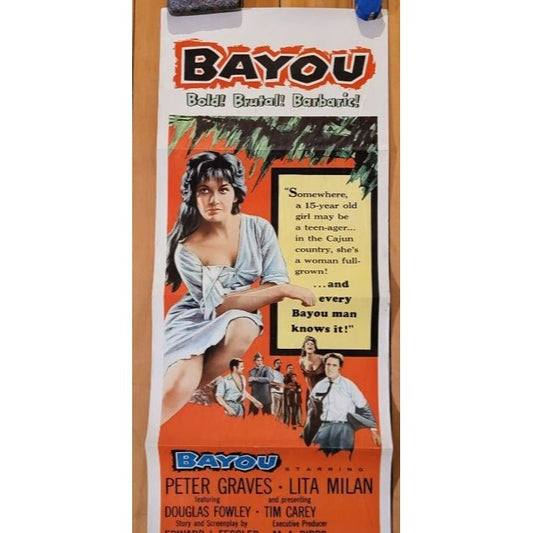 BAYOU
Bold! Brutal! Barbaric!
"Somewhere,
a 15-year old
girl may be
a teen-ager...
in the Cajun
country, she's
a woman full-
grown!
...and
every
Bayou man
knows it!"
BAYOU
STARRING
PETER GRAVES · LITA MILAN
featuring and presenting
DOUGLAS FOWLEY · TIM CAREY
Story and Screenplay by Executive Producer